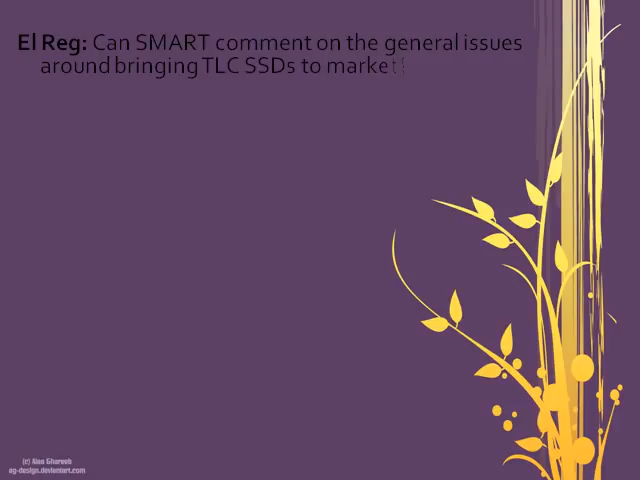 El Reg: Can SMART comment on the general issues
around bringing TLC SSDs to market
(c) Alan Ghareeb
ag-design.deviantart.com